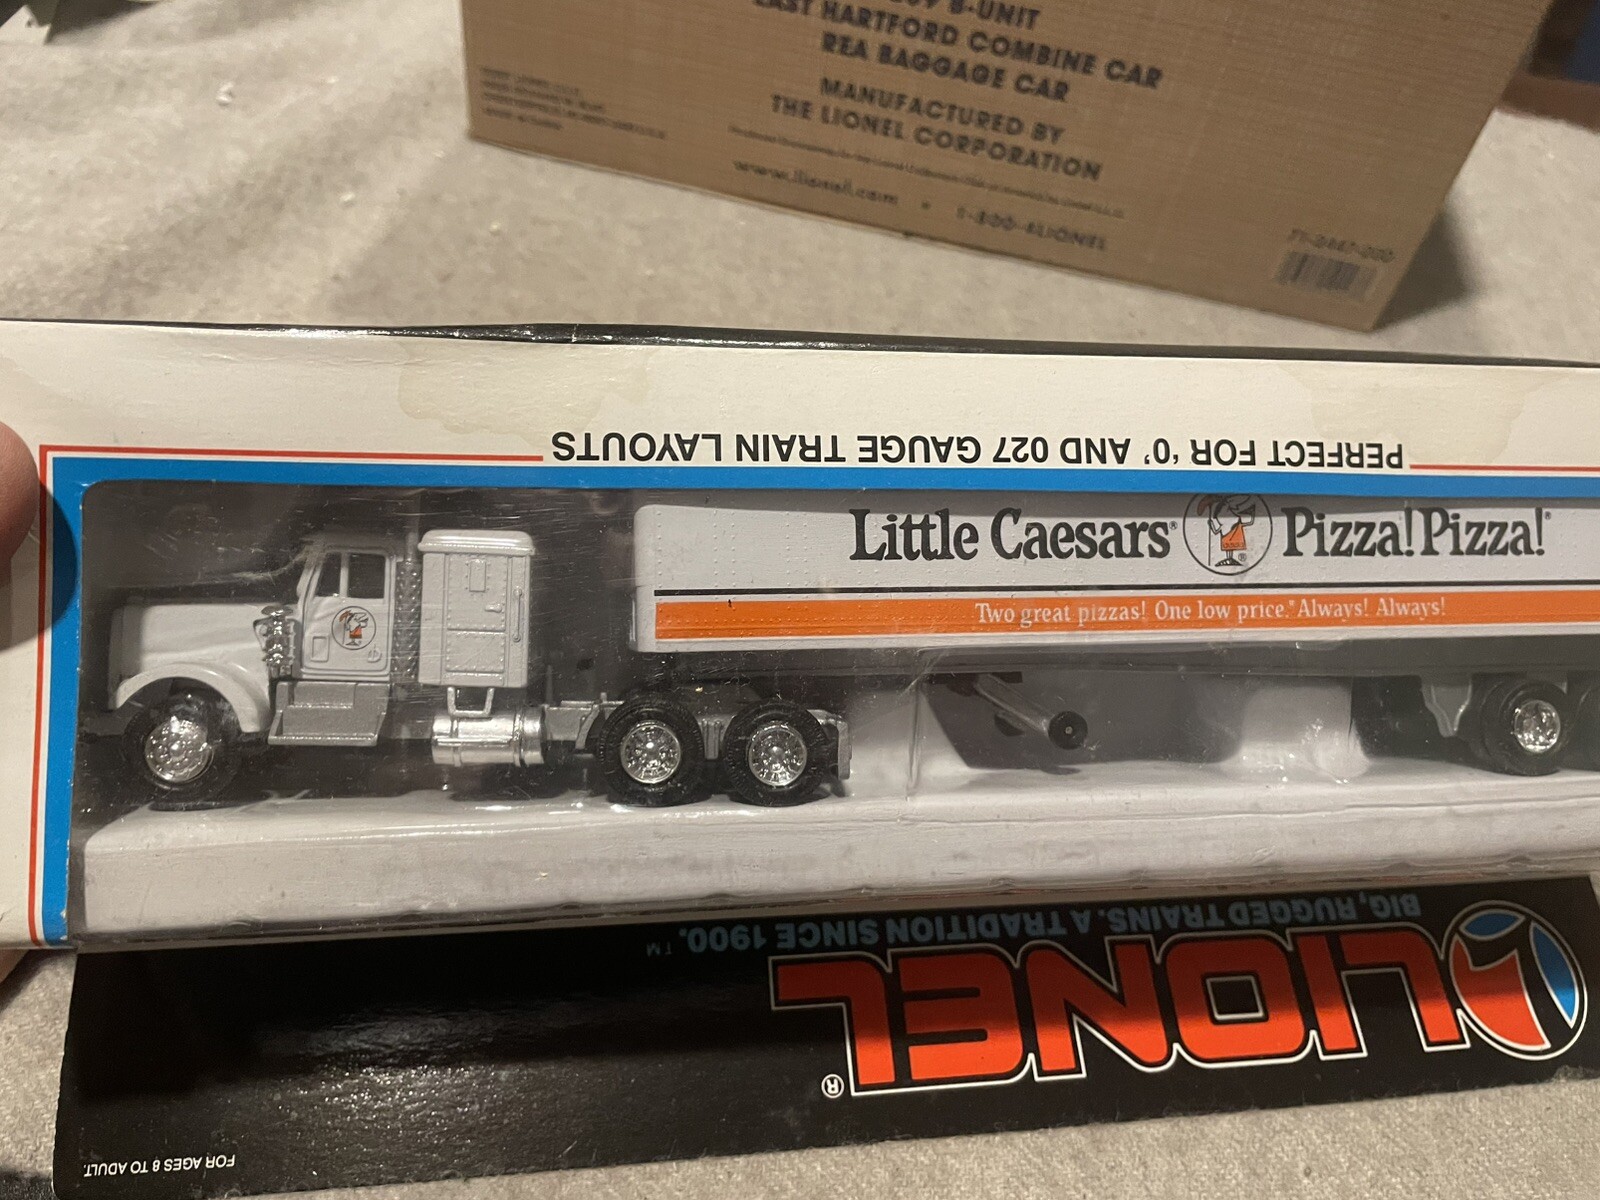 B-UNIT
EAST HARTFORD COMBINE CAR
REA BAGGAGE CAR
MANUFACTURED BY
THE LIONEL CORPORATION
www.lionel.com • 1-800-4LIONEL
PERFECT FOR '0', AND 027 GAUGE TRAIN LAYOUTS
Little Caesars® Pizza! Pizza!®
Two great pizzas! One low price.® Always! Always!
BIG, RUGGED TRAINS. A TRADITION SINCE 1900.™
LIONEL®
FOR AGES 8 TO ADULT.